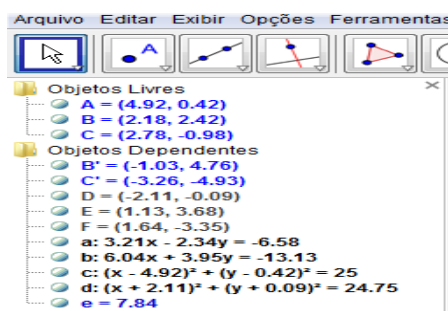 Arquivo Editar Exibir Opções Ferramentas
A
Objetos Livres
A = (4.92, 0.42)
B = (2.18, 2.42)
C = (2.78, -0.98)
Objetos Dependentes
B' = (-1.03, 4.76)
C' = (-3.26, -4.93)
D = (-2.11, -0.09)
E = (1.13, 3.68)
F = (1.64, -3.35)
a: 3.21x - 2.34y = -6.58
b: 6.04x + 3.95y = -13.13
c: (x - 4.92)² + (y - 0.42)² = 25
d: (x + 2.11)² + (y + 0.09)² = 24.75
e = 7.84